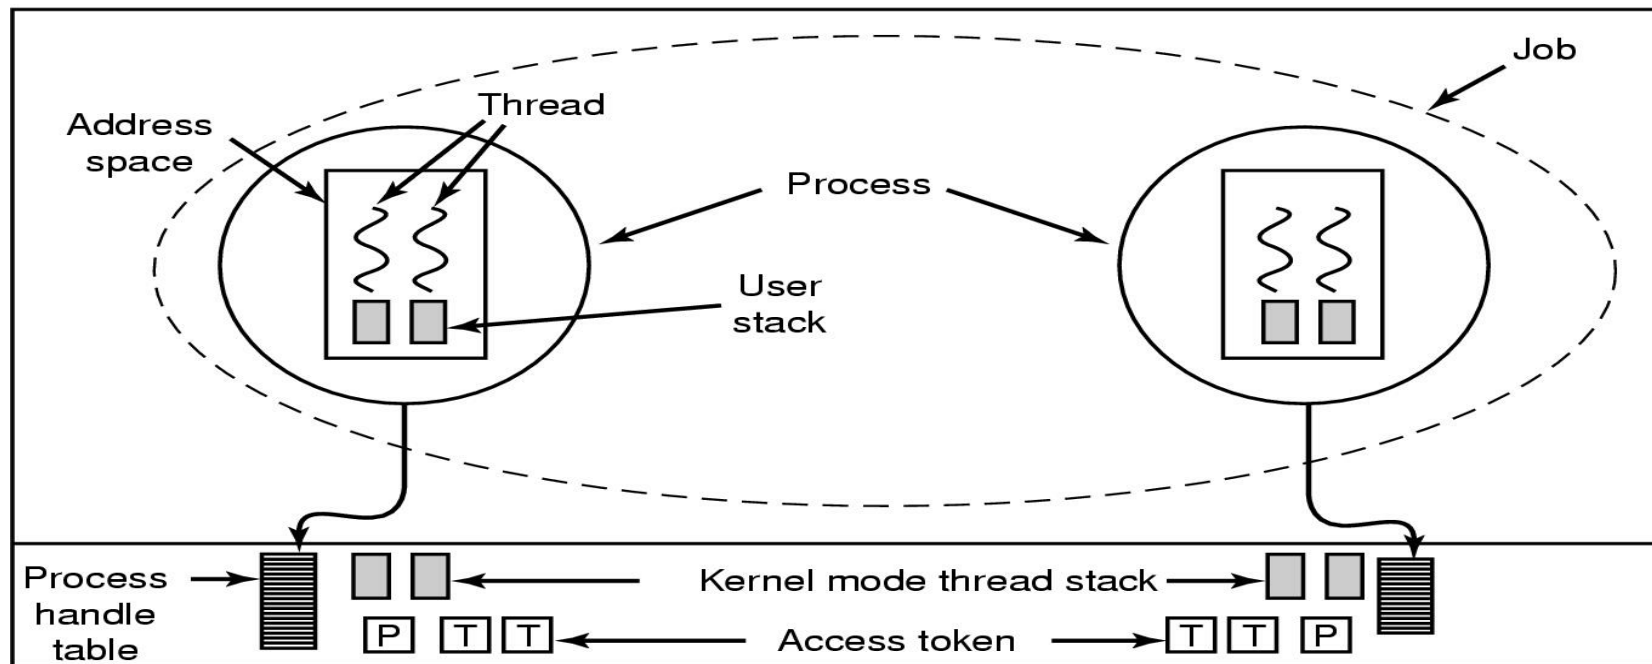 Job
Thread
Address
space
Process
User
stack
Process
handle
table
Kernel mode thread stack
P T T
Access token
T T P